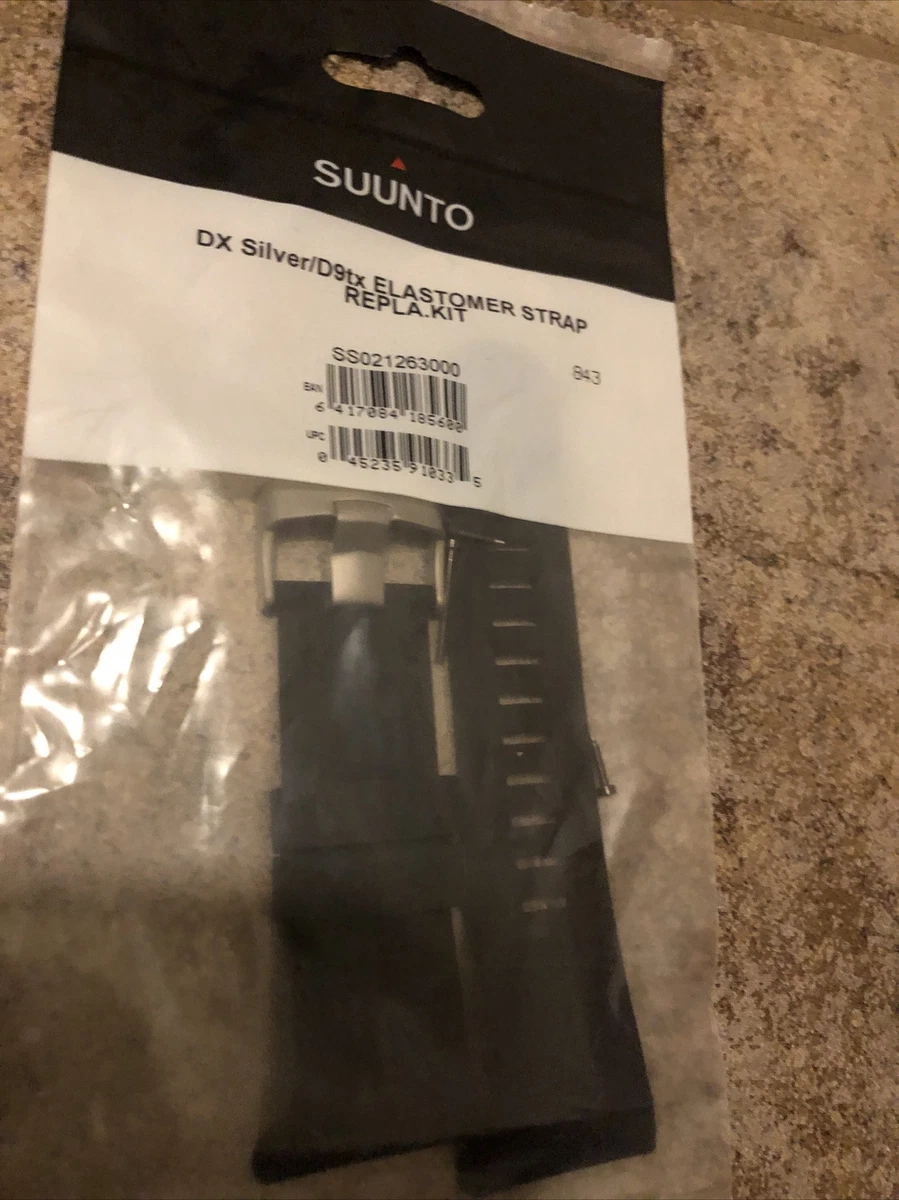 SUUNTO
DX Silver/D9tx ELASTOMER STRAP
REPLA.KIT
SS021263000
843
EAN
6 417084 185600
UPC
0 45235 91033 5